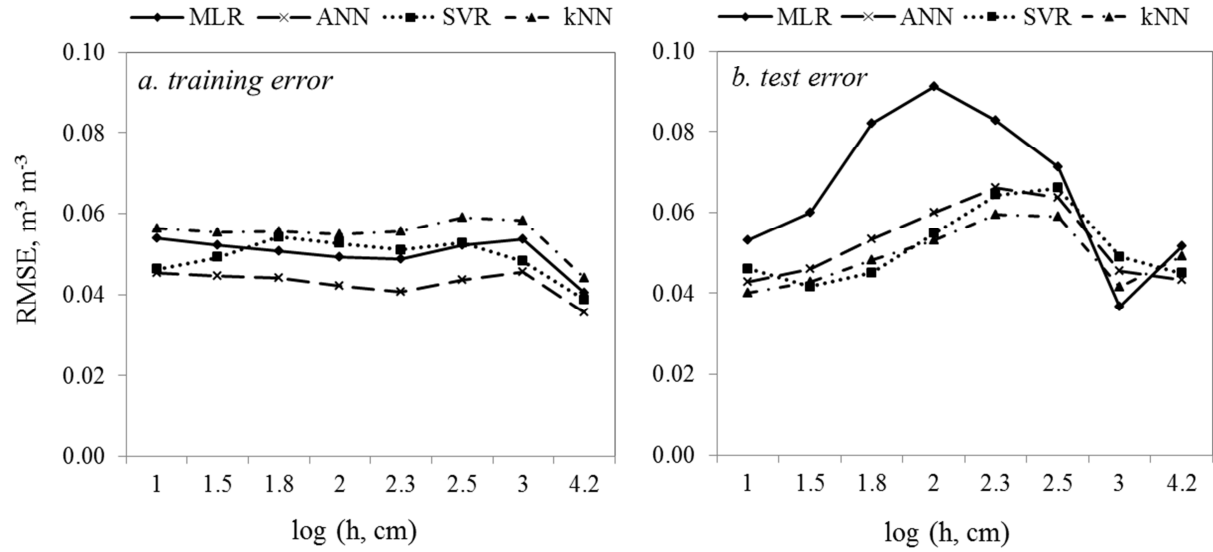 MLR ANN SVR kNN
a. training error
0.10
0.08
0.06
0.04
0.02
0.00
RMSE, m³ m⁻³
1 1.5 1.8 2 2.3 2.5 3 4.2
log (h, cm)
MLR ANN SVR kNN
b. test error
0.10
0.08
0.06
0.04
0.02
0.00
1 1.5 1.8 2 2.3 2.5 3 4.2
log (h, cm)